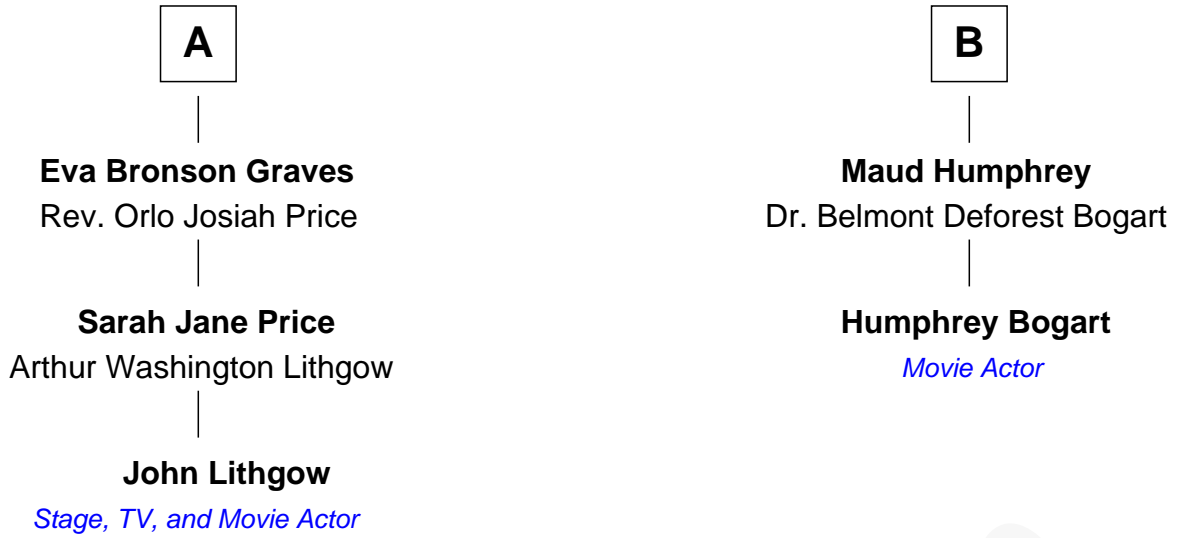 A
Eva Bronson Graves
Rev. Orlo Josiah Price
Sarah Jane Price
Arthur Washington Lithgow
John Lithgow
Stage, TV, and Movie Actor
B
Maud Humphrey
Dr. Belmont Deforest Bogart
Humphrey Bogart
Movie Actor